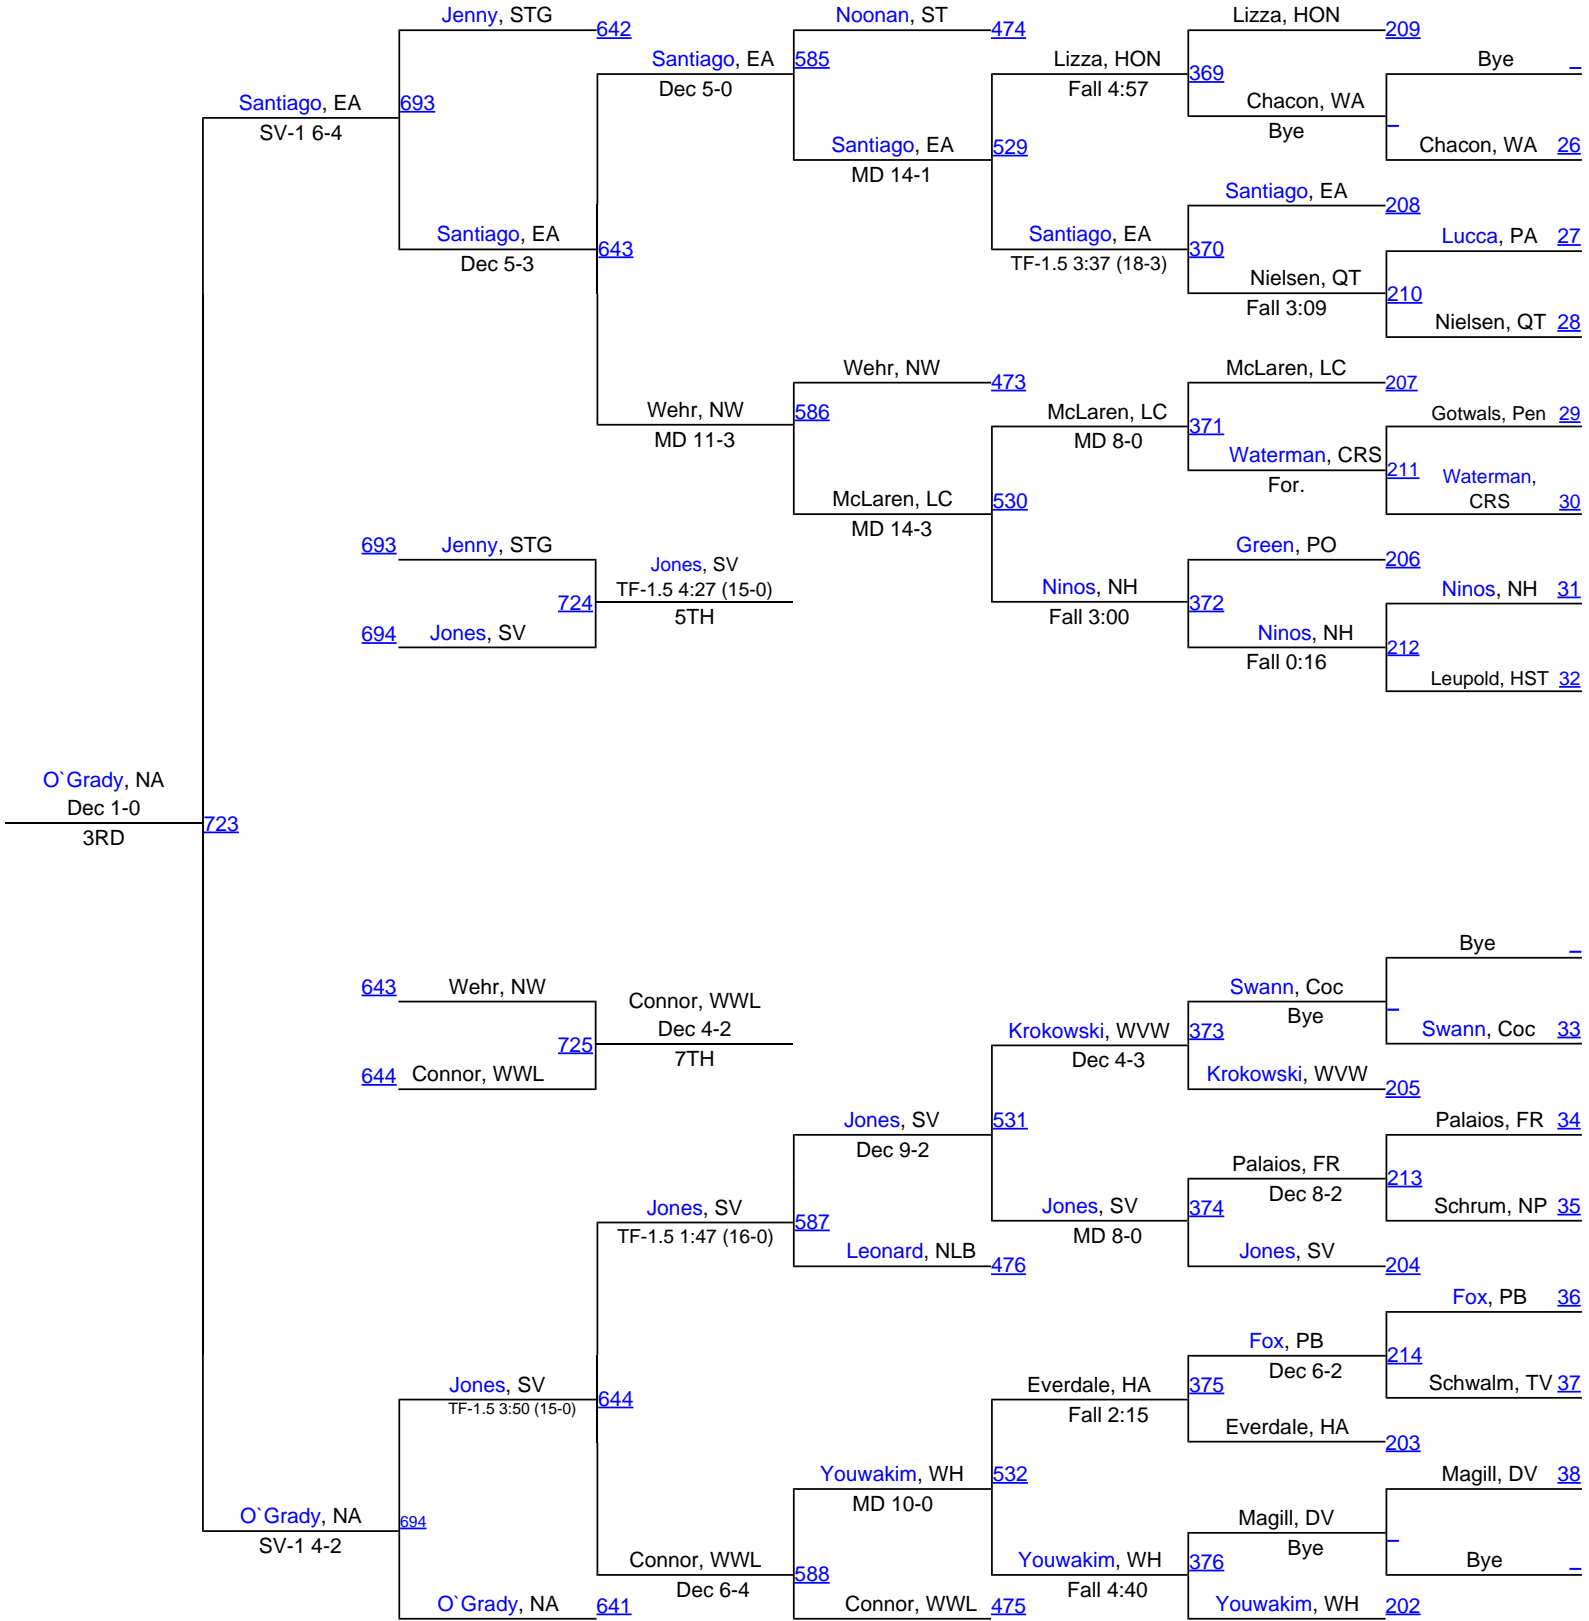 Jenny, STG
642
Santiago, EA
SV-1 6-4
693
Santiago, EA
Dec 5-3
Santiago, EA
Dec 5-0
643
Wehr, NW
MD 11-3
Noonan, ST
474
585
Santiago, EA
MD 14-1
Lizza, HON
Fall 4:57
529
Santiago, EA
TF-1.5 3:37 (18-3)
Lizza, HON
209
369
Chacon, WA
Bye
Bye
_
_
Chacon, WA 26
Santiago, EA
208
370
Nielsen, QT
Fall 3:09
Lucca, PA 27
210
Nielsen, QT 28
Wehr, NW
473
586
McLaren, LC
MD 14-3
McLaren, LC
MD 8-0
530
Ninos, NH
Fall 3:00
McLaren, LC
207
371
Waterman, CRS
For.
Gotwals, Pen 29
211
Waterman,
CRS 30
Green, PO
206
372
Ninos, NH
Fall 0:16
Ninos, NH 31
212
Leupold, HST 32
693 Jenny, STG
724
694 Jones, SV
Jones, SV
TF-1.5 4:27 (15-0)
5TH
O`Grady, NA
Dec 1-0
3RD
723
643 Wehr, NW
725
644 Connor, WWL
Connor, WWL
Dec 4-2
7TH
Krokowski, WVW
Dec 4-3
Swann, Coc
Bye
373
Krokowski, WVW
205
Bye
_
_
Swann, Coc 33
Jones, SV
Dec 9-2
531
Jones, SV
MD 8-0
Palaios, FR
Dec 8-2
374
Jones, SV
204
Palaios, FR 34
213
Schrum, NP 35
Jones, SV
TF-1.5 1:47 (16-0)
587
Leonard, NLB
476
Jones, SV
TF-1.5 3:50 (15-0)
644
Everdale, HA
Fall 2:15
Fox, PB
Dec 6-2
375
Everdale, HA
203
Fox, PB 36
214
Schwalm, TV 37
O`Grady, NA
SV-1 4-2
694
O`Grady, NA
641
Connor, WWL
Dec 6-4
Youwakim, WH
MD 10-0
588
Connor, WWL 475
532
Youwakim, WH
Fall 4:40
Magill, DV
Bye
376
Youwakim, WH
202
Magill, DV 38
_
Bye
_